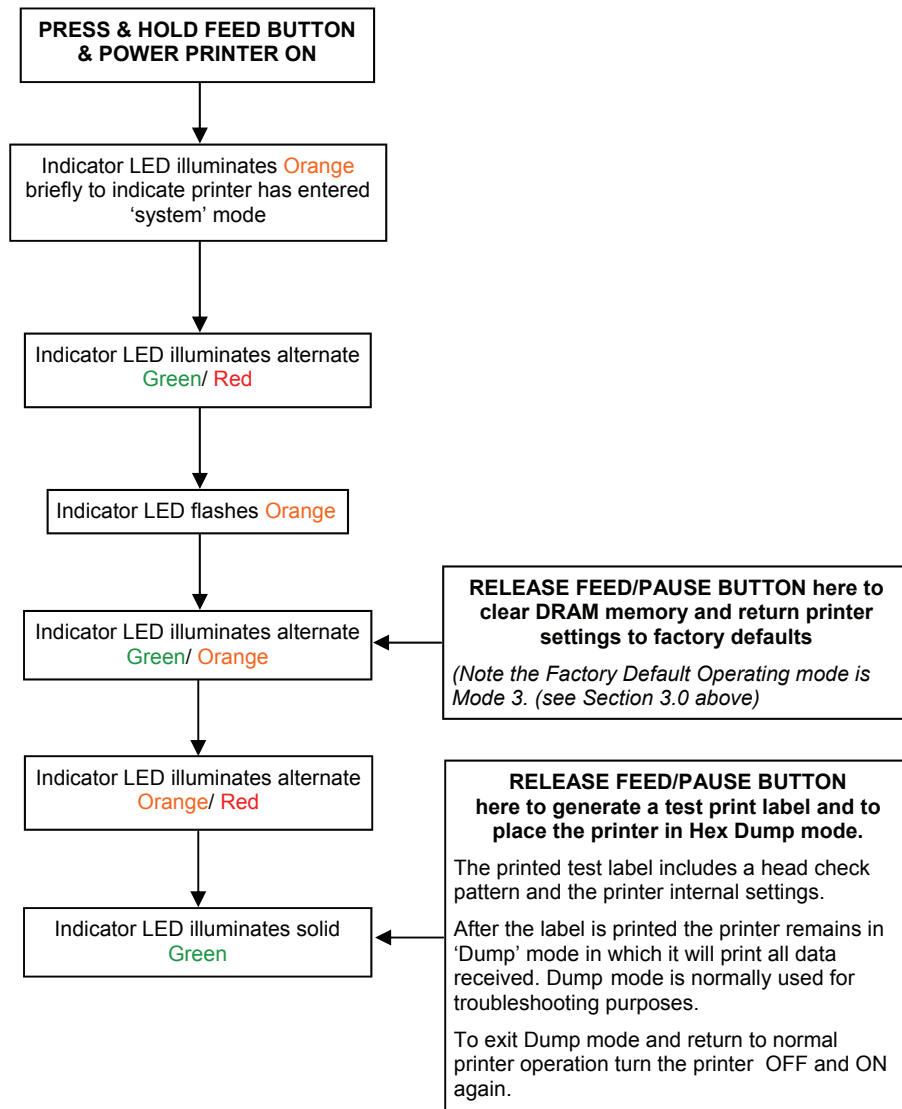 PRESS & HOLD FEED BUTTON
& POWER PRINTER ON
Indicator LED illuminates Orange
briefly to indicate printer has entered
‘system’ mode
Indicator LED illuminates alternate
Green/ Red
Indicator LED flashes Orange
Indicator LED illuminates alternate
Green/ Orange
RELEASE FEED/PAUSE BUTTON here to
clear DRAM memory and return printer
settings to factory defaults
(Note the Factory Default Operating mode is
Mode 3. (see Section 3.0 above)
Indicator LED illuminates alternate
Orange/ Red
Indicator LED illuminates solid
Green
RELEASE FEED/PAUSE BUTTON
here to generate a test print label and to
place the printer in Hex Dump mode.
The printed test label includes a head check
pattern and the printer internal settings.
After the label is printed the printer remains in
‘Dump’ mode in which it will print all data
received. Dump mode is normally used for
troubleshooting purposes.
To exit Dump mode and return to normal
printer operation turn the printer OFF and ON
again.